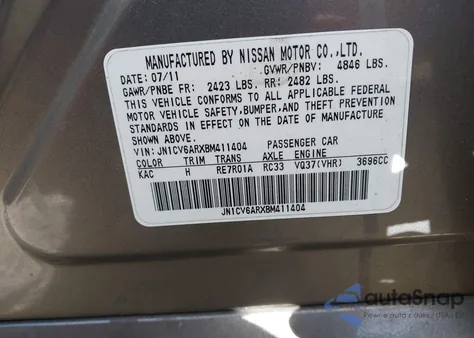 MANUFACTURED BY NISSAN MOTOR CO.,LTD.
DATE: 07/11 GVWR/PNBV: 4846 LBS.
GAWR/PNBE FR: 2423 LBS. RR: 2482 LBS.
THIS VEHICLE CONFORMS TO ALL APPLICABLE FEDERAL
MOTOR VEHICLE SAFETY,BUMPER,AND THEFT PREVENTION
STANDARDS IN EFFECT ON THE DATE OF MANUFACTURE
SHOWN ABOVE.
VIN: JN1CV6ARXBM411404 PASSENGER CAR
COLOR TRIM TRANS AXLE ENGINE
KAC H RE7R01A RC33 VQ37(VHR) 3696CC
JN1CV6ARXBM411404
autoSnap